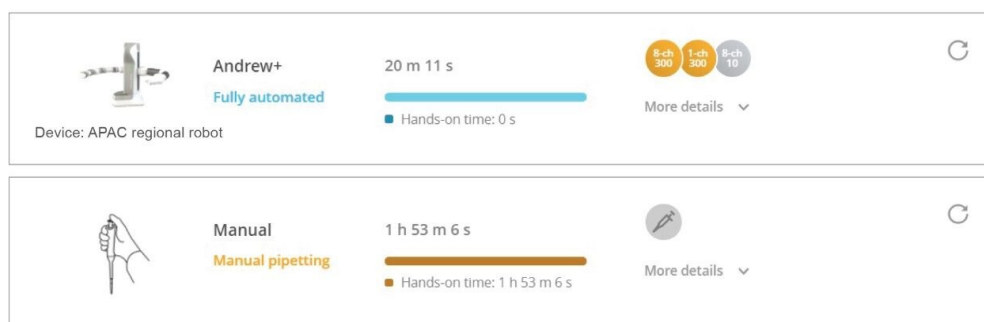 Andrew+
Fully automated
Device: APAC regional robot
20 m 11 s
Hands-on time: 0 s
8-ch 300
1-ch 300
8-ch 10
More details
Manual
Manual pipetting
1 h 53 m 6 s
Hands-on time: 1 h 53 m 6 s
More details